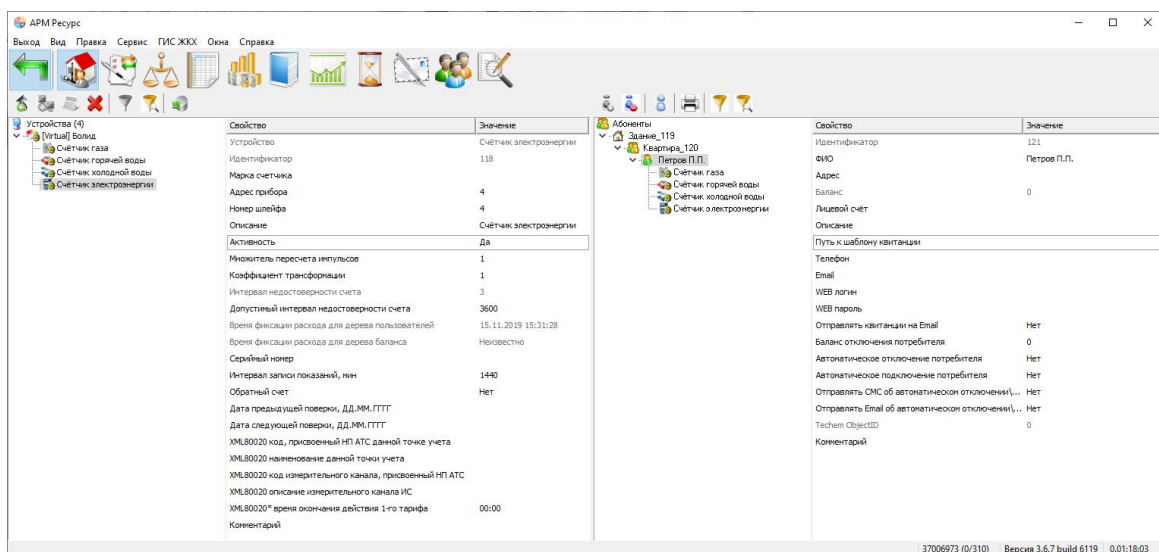 АРМ Ресурс
Выход Вид Правка Сервис ГИС ЖКХ Окна Справка
Устройства (4)
[Virtual] Болид
Счётчик газа
Счётчик горячей воды
Счётчик холодной воды
Счётчик электроэнергии
Свойство Значение
Устройство Счётчик электроэнергии
Идентификатор 118
Марка счетчика
Адрес прибора 4
Номер шлейфа 4
Описание Счётчик электроэнергии
Активность Да
Множитель пересчета импульсов 1
Коэффициент трансформации 1
Интервал недостоверности счета 3
Допустимый интервал недостоверности счета 3600
Время фиксации расхода для дерева пользователей 15.11.2019 15:31:28
Время фиксации расхода для дерева баланса Неизвестно
Серийный номер
Интервал записи показаний, мин 1440
Обратный счет Нет
Дата предыдущей поверки, ДД.ММ.ГГГГ
Дата следующей поверки, ДД.ММ.ГГГГ
XML80020 код, присвоенный НП АТС данной точке учета
XML80020 наименование данной точки учета
XML80020 код измерительного канала, присвоенный НП АТС
XML80020 описание измерительного канала ИС
XML80020* время окончания действия 1-го тарифа 00:00
Комментарий
Абоненты
Здание_119
Квартира_120
Петров П.П.
Счётчик газа
Счётчик горячей воды
Счётчик холодной воды
Счётчик электроэнергии
Свойство Значение
Идентификатор 121
ФИО Петров П.П.
Адрес
Баланс 0
Лицевой счёт
Описание
Путь к шаблону квитанции
Телефон
Email
WEB логин
WEB пароль
Отправлять квитанции на Email Нет
Баланс отключения потребителя 0
Автоматическое отключение потребителя Нет
Автоматическое подключение потребителя Нет
Отправлять СМС об автоматическом отключении\... Нет
Отправлять Email об автоматическом отключении\... Нет
Techem ObjectID 0
Комментарий
37006973 (0/310) Версия 3.6.7 build 6119 0.01:18:03